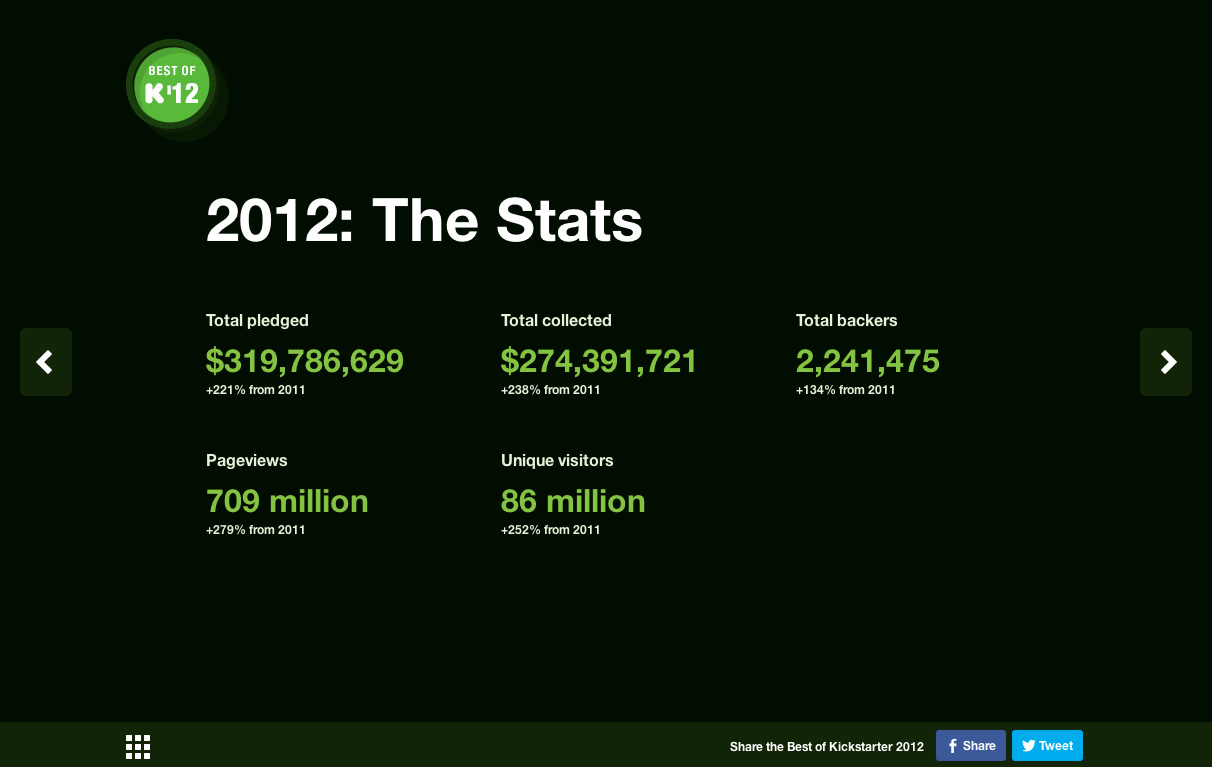 BEST OF
K'12
2012: The Stats
Total pledged
$319,786,629
+221% from 2011
Total collected
$274,391,721
+238% from 2011
Total backers
2,241,475
+134% from 2011
Pageviews
709 million
+279% from 2011
Unique visitors
86 million
+252% from 2011
Share the Best of Kickstarter 2012
f Share
Tweet